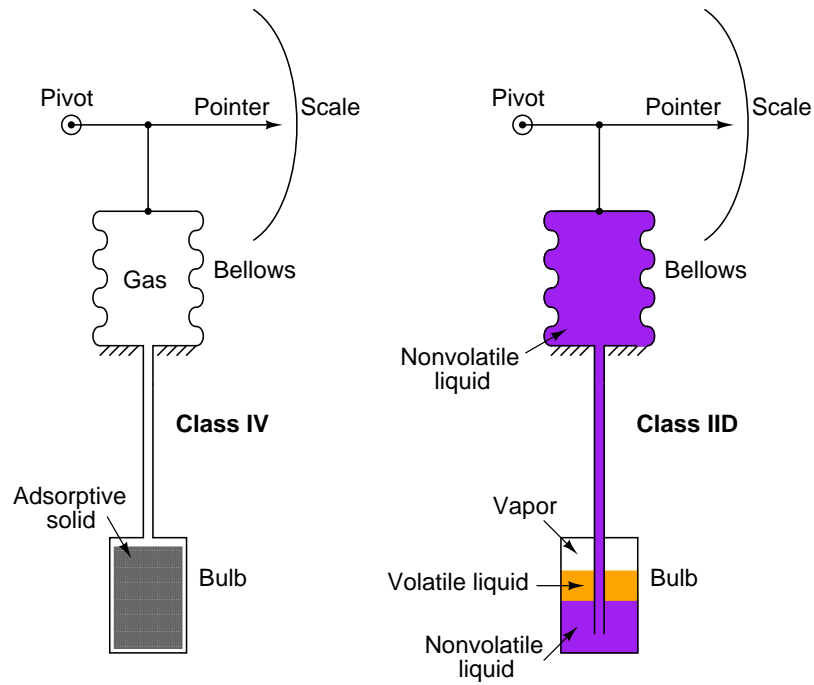 Pivot
Pointer
Scale
Gas
Bellows
Class IV
Adsorptive
solid
Bulb
Pivot
Pointer
Scale
Bellows
Nonvolatile
liquid
Class IID
Vapor
Volatile liquid
Bulb
Nonvolatile
liquid